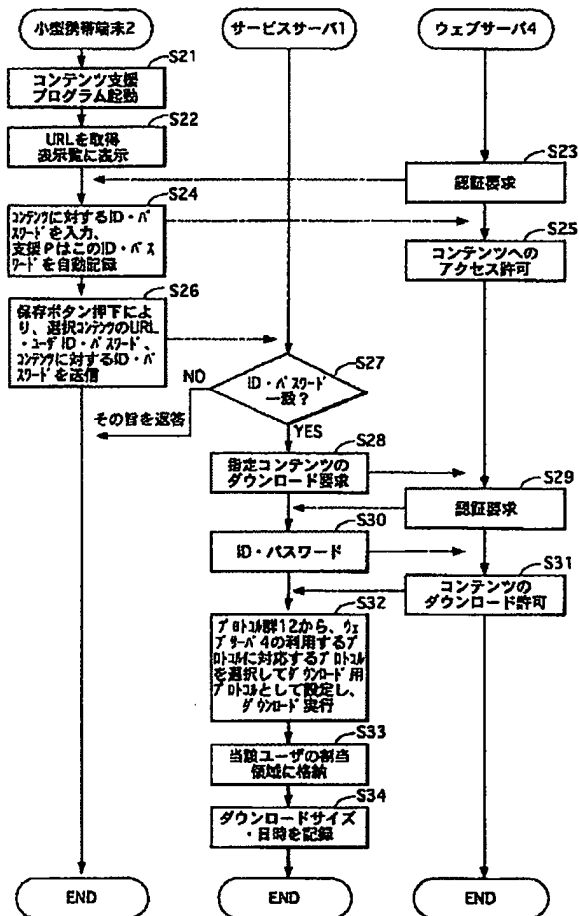 小型携帯端末2
サービスサーバ1
ウェブサーバ4
S21
コンテンツ支援
プログラム起動
S22
URLを取得
表示覧に表示
S23
認証要求
S24
コンテンツに対するID・パ
スワードを入力、
支援PはこのID・パス
ワードを自動記録
S25
コンテンツへの
アクセス許可
S26
保存ボタン押下によ
り、選択コンテンツのURL
・ユーザID・パスワード、
コンテンツに対するID・パ
スワードを送信
S27
ID・パスワード
一致?
NO
その旨を返答
YES
S28
指定コンテンツの
ダウンロード要求
S29
認証要求
S30
ID・パスワード
S31
コンテンツの
ダウンロード許可
S32
プロトコル群12から、ウェ
ブサーバ4の利用するプ
ロトコルに対応するプロトコル
を選択してダウンロード用
プロトコルとして設定し、
ダウンロード実行
S33
当該ユーザの割当
領域に格納
S34
ダウンロードサイズ
・日時を記録
END
END
END